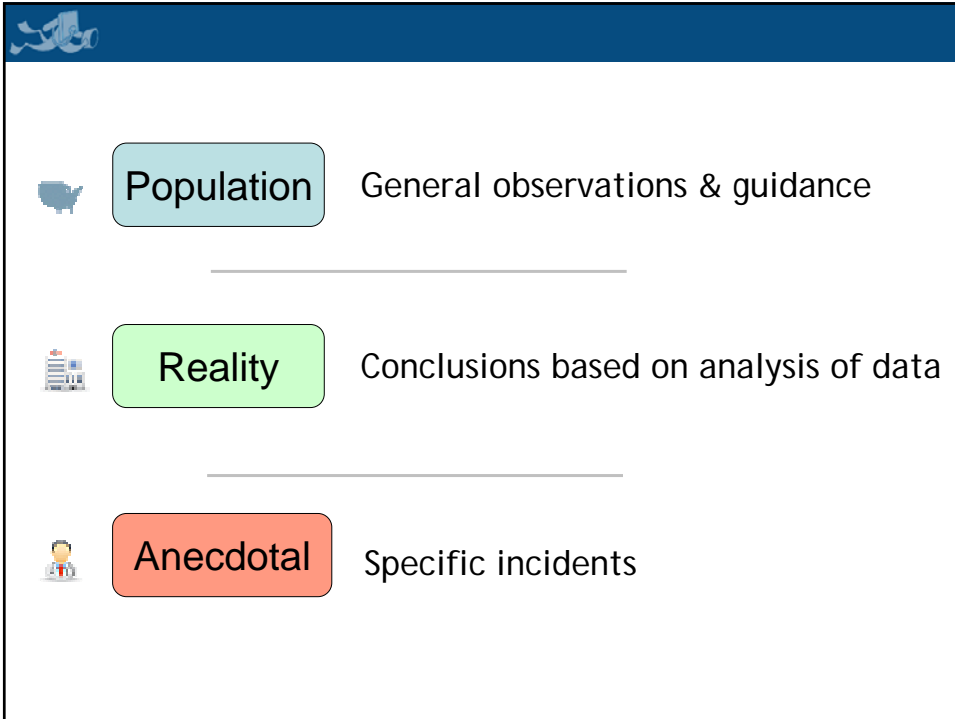 Population General observations & guidance
Reality Conclusions based on analysis of data
Anecdotal Specific incidents